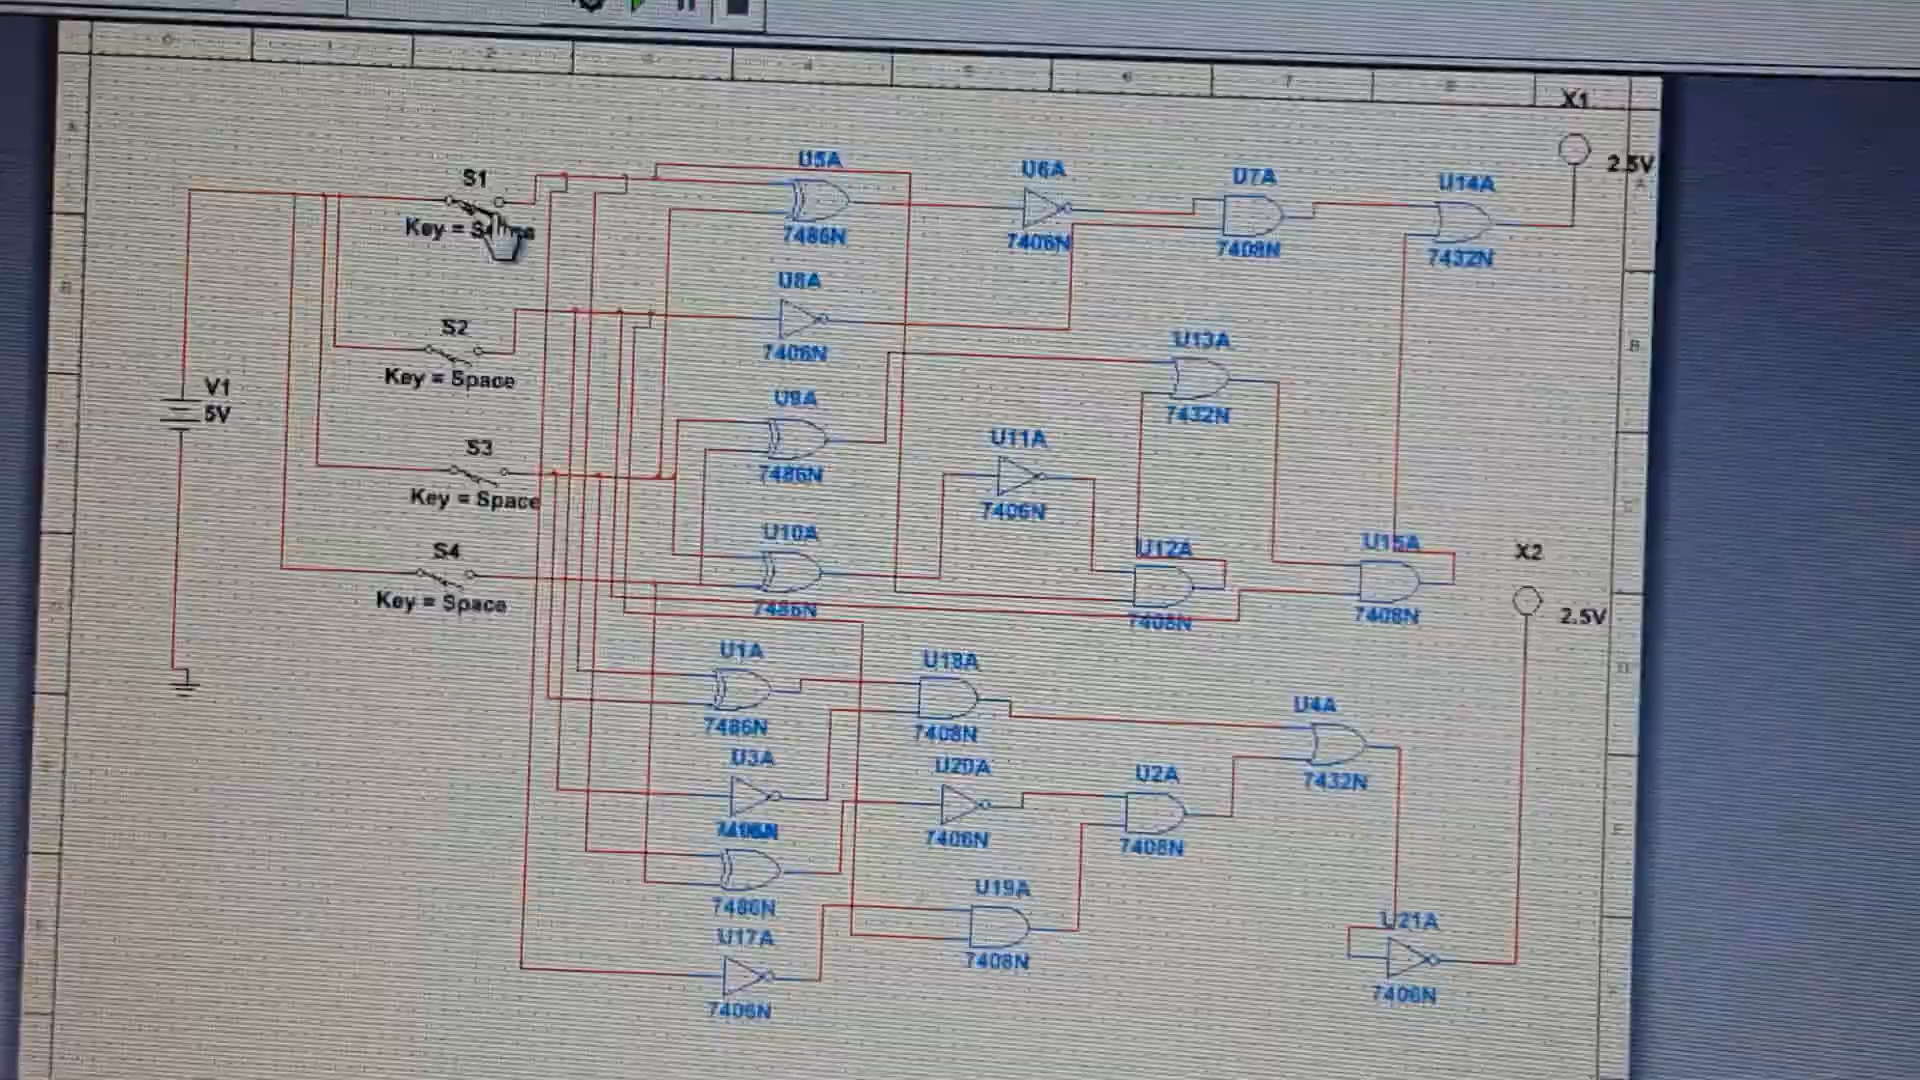 X1
2.5V
S1
Key =
U5A
7486N
U6A
7406N
U7A
7408N
U14A
7432N
U8A
7406N
S2
Key = Space
U13A
7432N
V1
5V
U9A
7486N
S3
Key = Space
U11A
7406N
U10A
7486N
S4
Key = Space
U12A
7408N
U15A
7408N
X2
2.5V
U1A
7486N
U18A
7408N
U4A
7432N
U3A
U20A
7406N
U2A
7408N
7486N
U19A
7408N
U17A
7406N
U21A
7406N